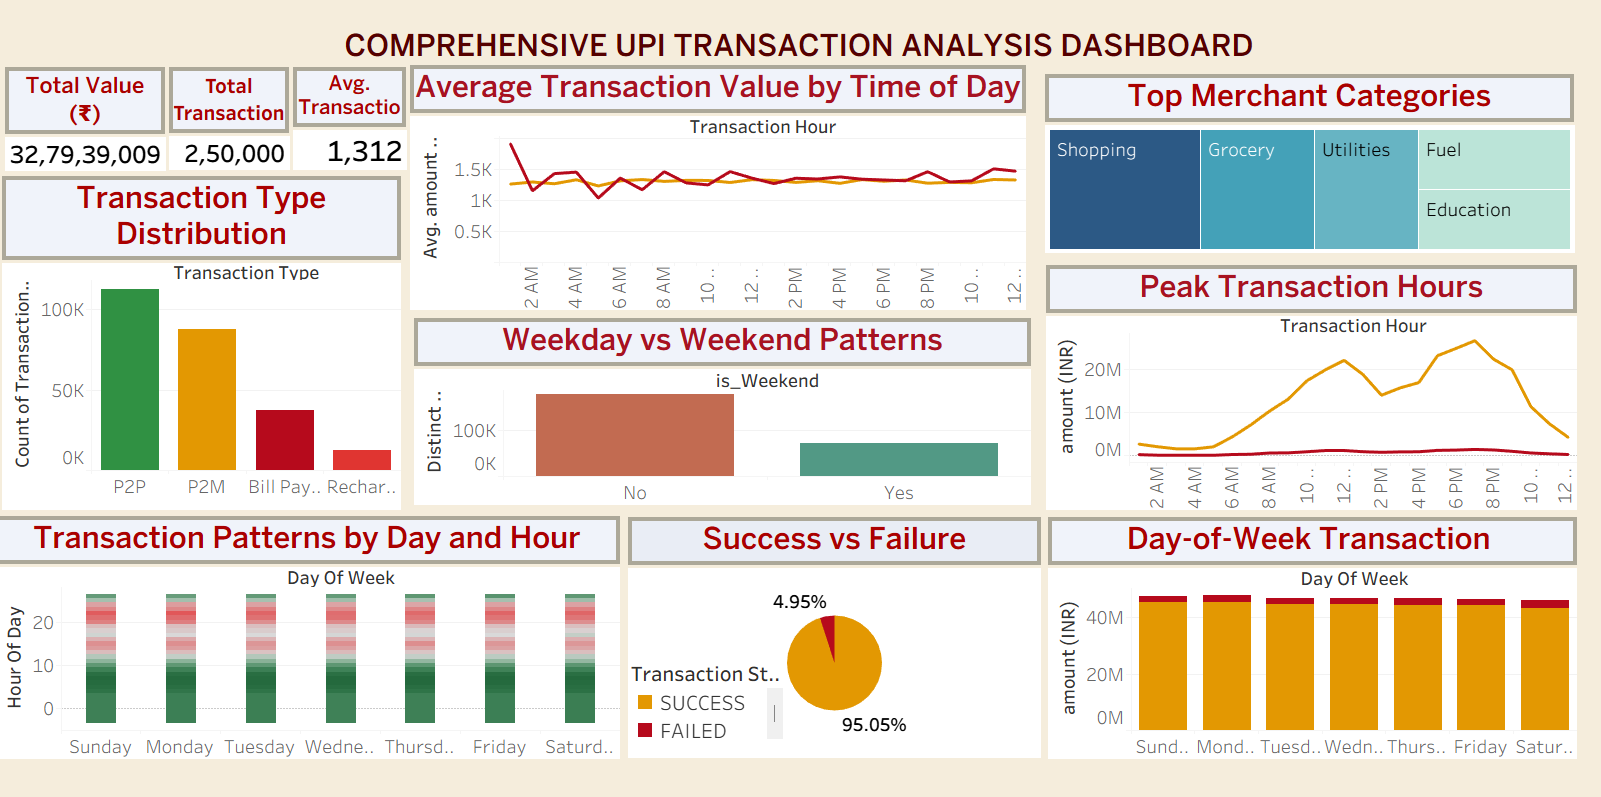 COMPREHENSIVE UPI TRANSACTION ANALYSIS DASHBOARD
Total Value
(₹)
32,79,39,009
Total
Transaction
2,50,000
Avg.
Transactio
1,312
Average Transaction Value by Time of Day
Transaction Hour
Avg. amount ..
1.5K
1K
0.5K
2 AM
4 AM
6 AM
8 AM
10 ..
12 ..
2 PM
4 PM
6 PM
8 PM
10 ..
12 ..
Top Merchant Categories
Shopping
Grocery
Utilities
Fuel
Education
Transaction Type
Distribution
Transaction Type
Count of Transaction..
100K
50K
0K
P2P
P2M
Bill Pay..
Rechar..
Weekday vs Weekend Patterns
is_Weekend
Distinct ..
100K
0K
No
Yes
Peak Transaction Hours
Transaction Hour
amount (INR)
20M
10M
0M
2 AM
4 AM
6 AM
8 AM
10 ..
12 ..
2 PM
4 PM
6 PM
8 PM
10 ..
12 ..
Transaction Patterns by Day and Hour
Day Of Week
Hour Of Day
20
10
0
Sunday
Monday
Tuesday
Wedne..
Thursd..
Friday
Saturd..
Success vs Failure
4.95%
95.05%
Transaction St..
SUCCESS
FAILED
Day-of-Week Transaction
Day Of Week
amount (INR)
40M
20M
0M
Sund..
Mond..
Tuesd..
Wedn..
Thurs..
Friday
Satur..